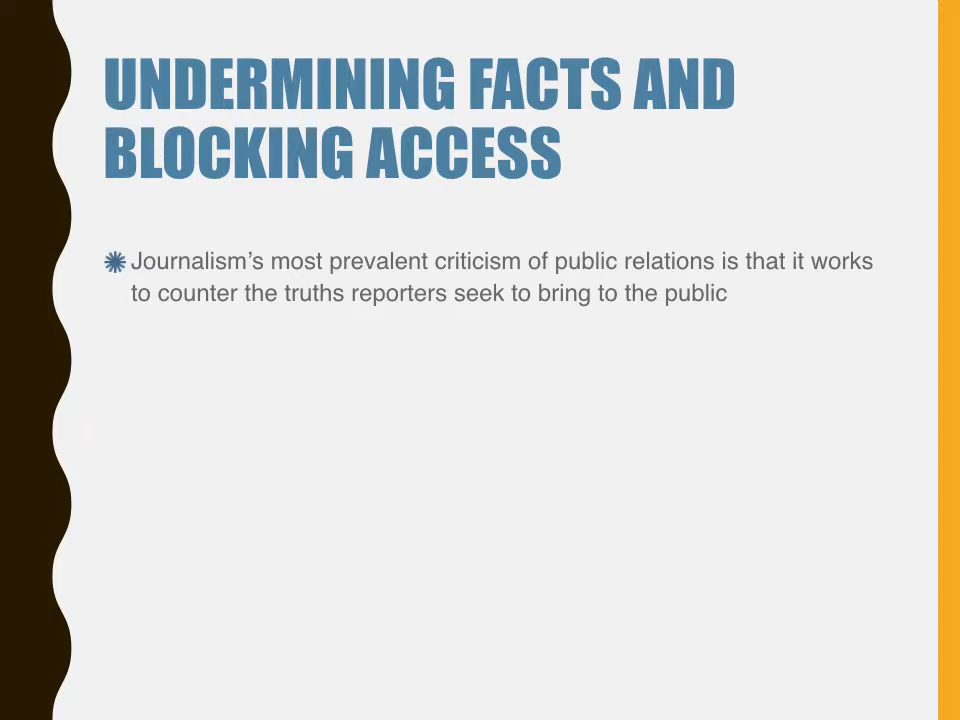 UNDERMINING FACTS AND
BLOCKING ACCESS
Journalism’s most prevalent criticism of public relations is that it works
to counter the truths reporters seek to bring to the public